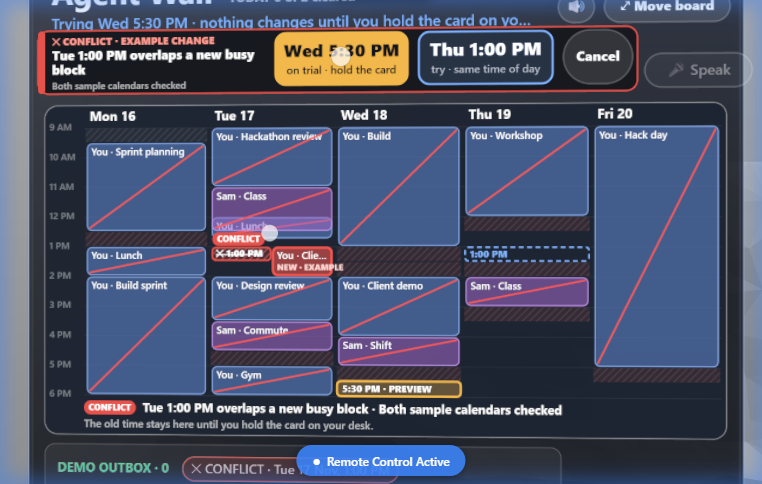 Trying Wed 5:30 PM · nothing changes until you hold the card on yo...
Move board
CONFLICT · EXAMPLE CHANGE
Tue 1:00 PM overlaps a new busy
block
Both sample calendars checked
Wed 5:30 PM
on trial · hold the card
Thu 1:00 PM
try · same time of day
Cancel
Speak
Mon 16
Tue 17
Wed 18
Thu 19
Fri 20
9 AM
10 AM
11 AM
12 PM
1 PM
2 PM
3 PM
4 PM
5 PM
6 PM
You · Sprint planning
You · Lunch
You · Build sprint
You · Hackathon review
Sam · Class
You · Lunch
CONFLICT
1:00 PM
You · Clie...
NEW · EXAMPLE
You · Design review
Sam · Commute
You · Gym
You · Build
You · Client demo
Sam · Shift
5:30 PM · PREVIEW
You · Workshop
1:00 PM
Sam · Class
You · Hack day
CONFLICT Tue 1:00 PM overlaps a new busy block · Both sample calendars checked
The old time stays here until you hold the card on your desk.
DEMO OUTBOX · 0
CONFLICT · Tue
Remote Control Active